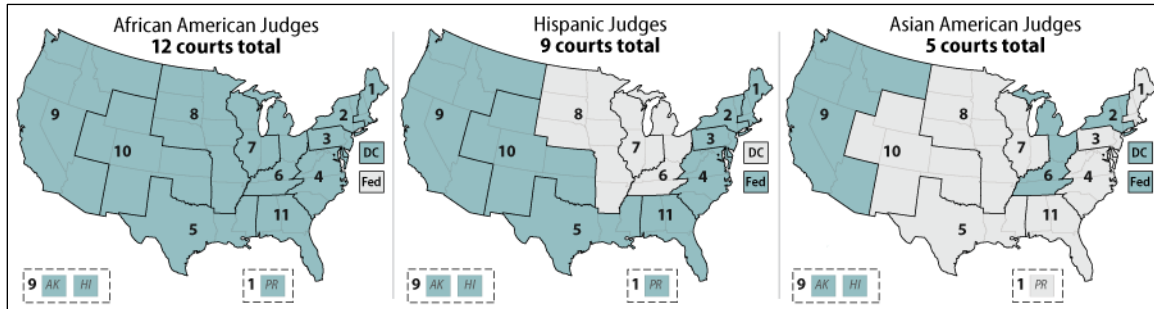 African American Judges
12 courts total
1
2
3
4
5
6
7
8
9
10
11
DC
Fed
9 AK HI
1 PR
Hispanic Judges
9 courts total
1
2
3
4
5
6
7
8
9
10
11
DC
Fed
9 AK HI
1 PR
Asian American Judges
5 courts total
1
2
3
4
5
6
7
8
9
10
11
DC
Fed
9 AK HI
1 PR